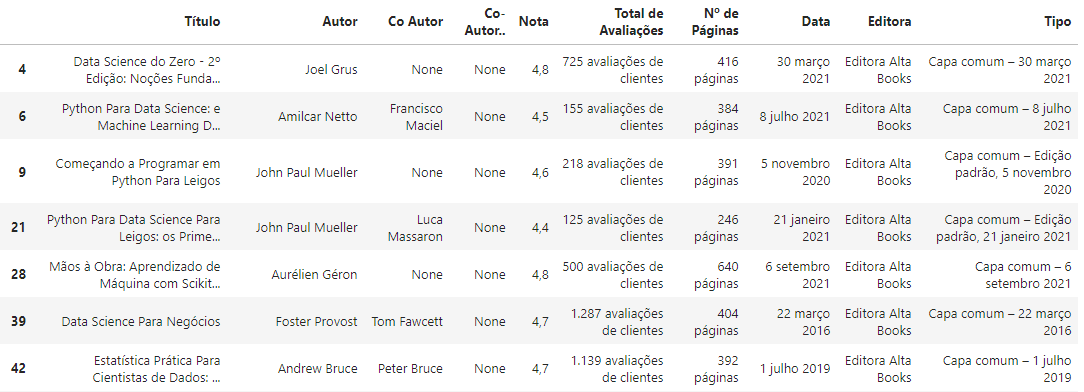 Título Autor Co Autor Co-Autor.. Nota Total de Avaliações Nº de Páginas Data Editora Tipo
4 Data Science do Zero - 2º Edição: Noções Funda... Joel Grus None None 4,8 725 avaliações de clientes 416 páginas 30 março 2021 Editora Alta Books Capa comum – 30 março 2021
6 Python Para Data Science: e Machine Learning D... Amilcar Netto Francisco Maciel None 4,5 155 avaliações de clientes 384 páginas 8 julho 2021 Editora Alta Books Capa comum – 8 julho 2021
9 Começando a Programar em Python Para Leigos John Paul Mueller None None 4,6 218 avaliações de clientes 391 páginas 5 novembro 2020 Editora Alta Books Capa comum – Edição padrão, 5 novembro 2020
21 Python Para Data Science Para Leigos: os Prime... John Paul Mueller Luca Massaron None 4,4 125 avaliações de clientes 246 páginas 21 janeiro 2021 Editora Alta Books Capa comum – Edição padrão, 21 janeiro 2021
28 Mãos à Obra: Aprendizado de Máquina com Scikit... Aurélien Géron None None 4,8 500 avaliações de clientes 640 páginas 6 setembro 2021 Editora Alta Books Capa comum – 6 setembro 2021
39 Data Science Para Negócios Foster Provost Tom Fawcett None 4,7 1.287 avaliações de clientes 404 páginas 22 março 2016 Editora Alta Books Capa comum – 22 março 2016
42 Estatística Prática Para Cientistas de Dados: ... Andrew Bruce Peter Bruce None 4,7 1.139 avaliações de clientes 392 páginas 1 julho 2019 Editora Alta Books Capa comum – 1 julho 2019